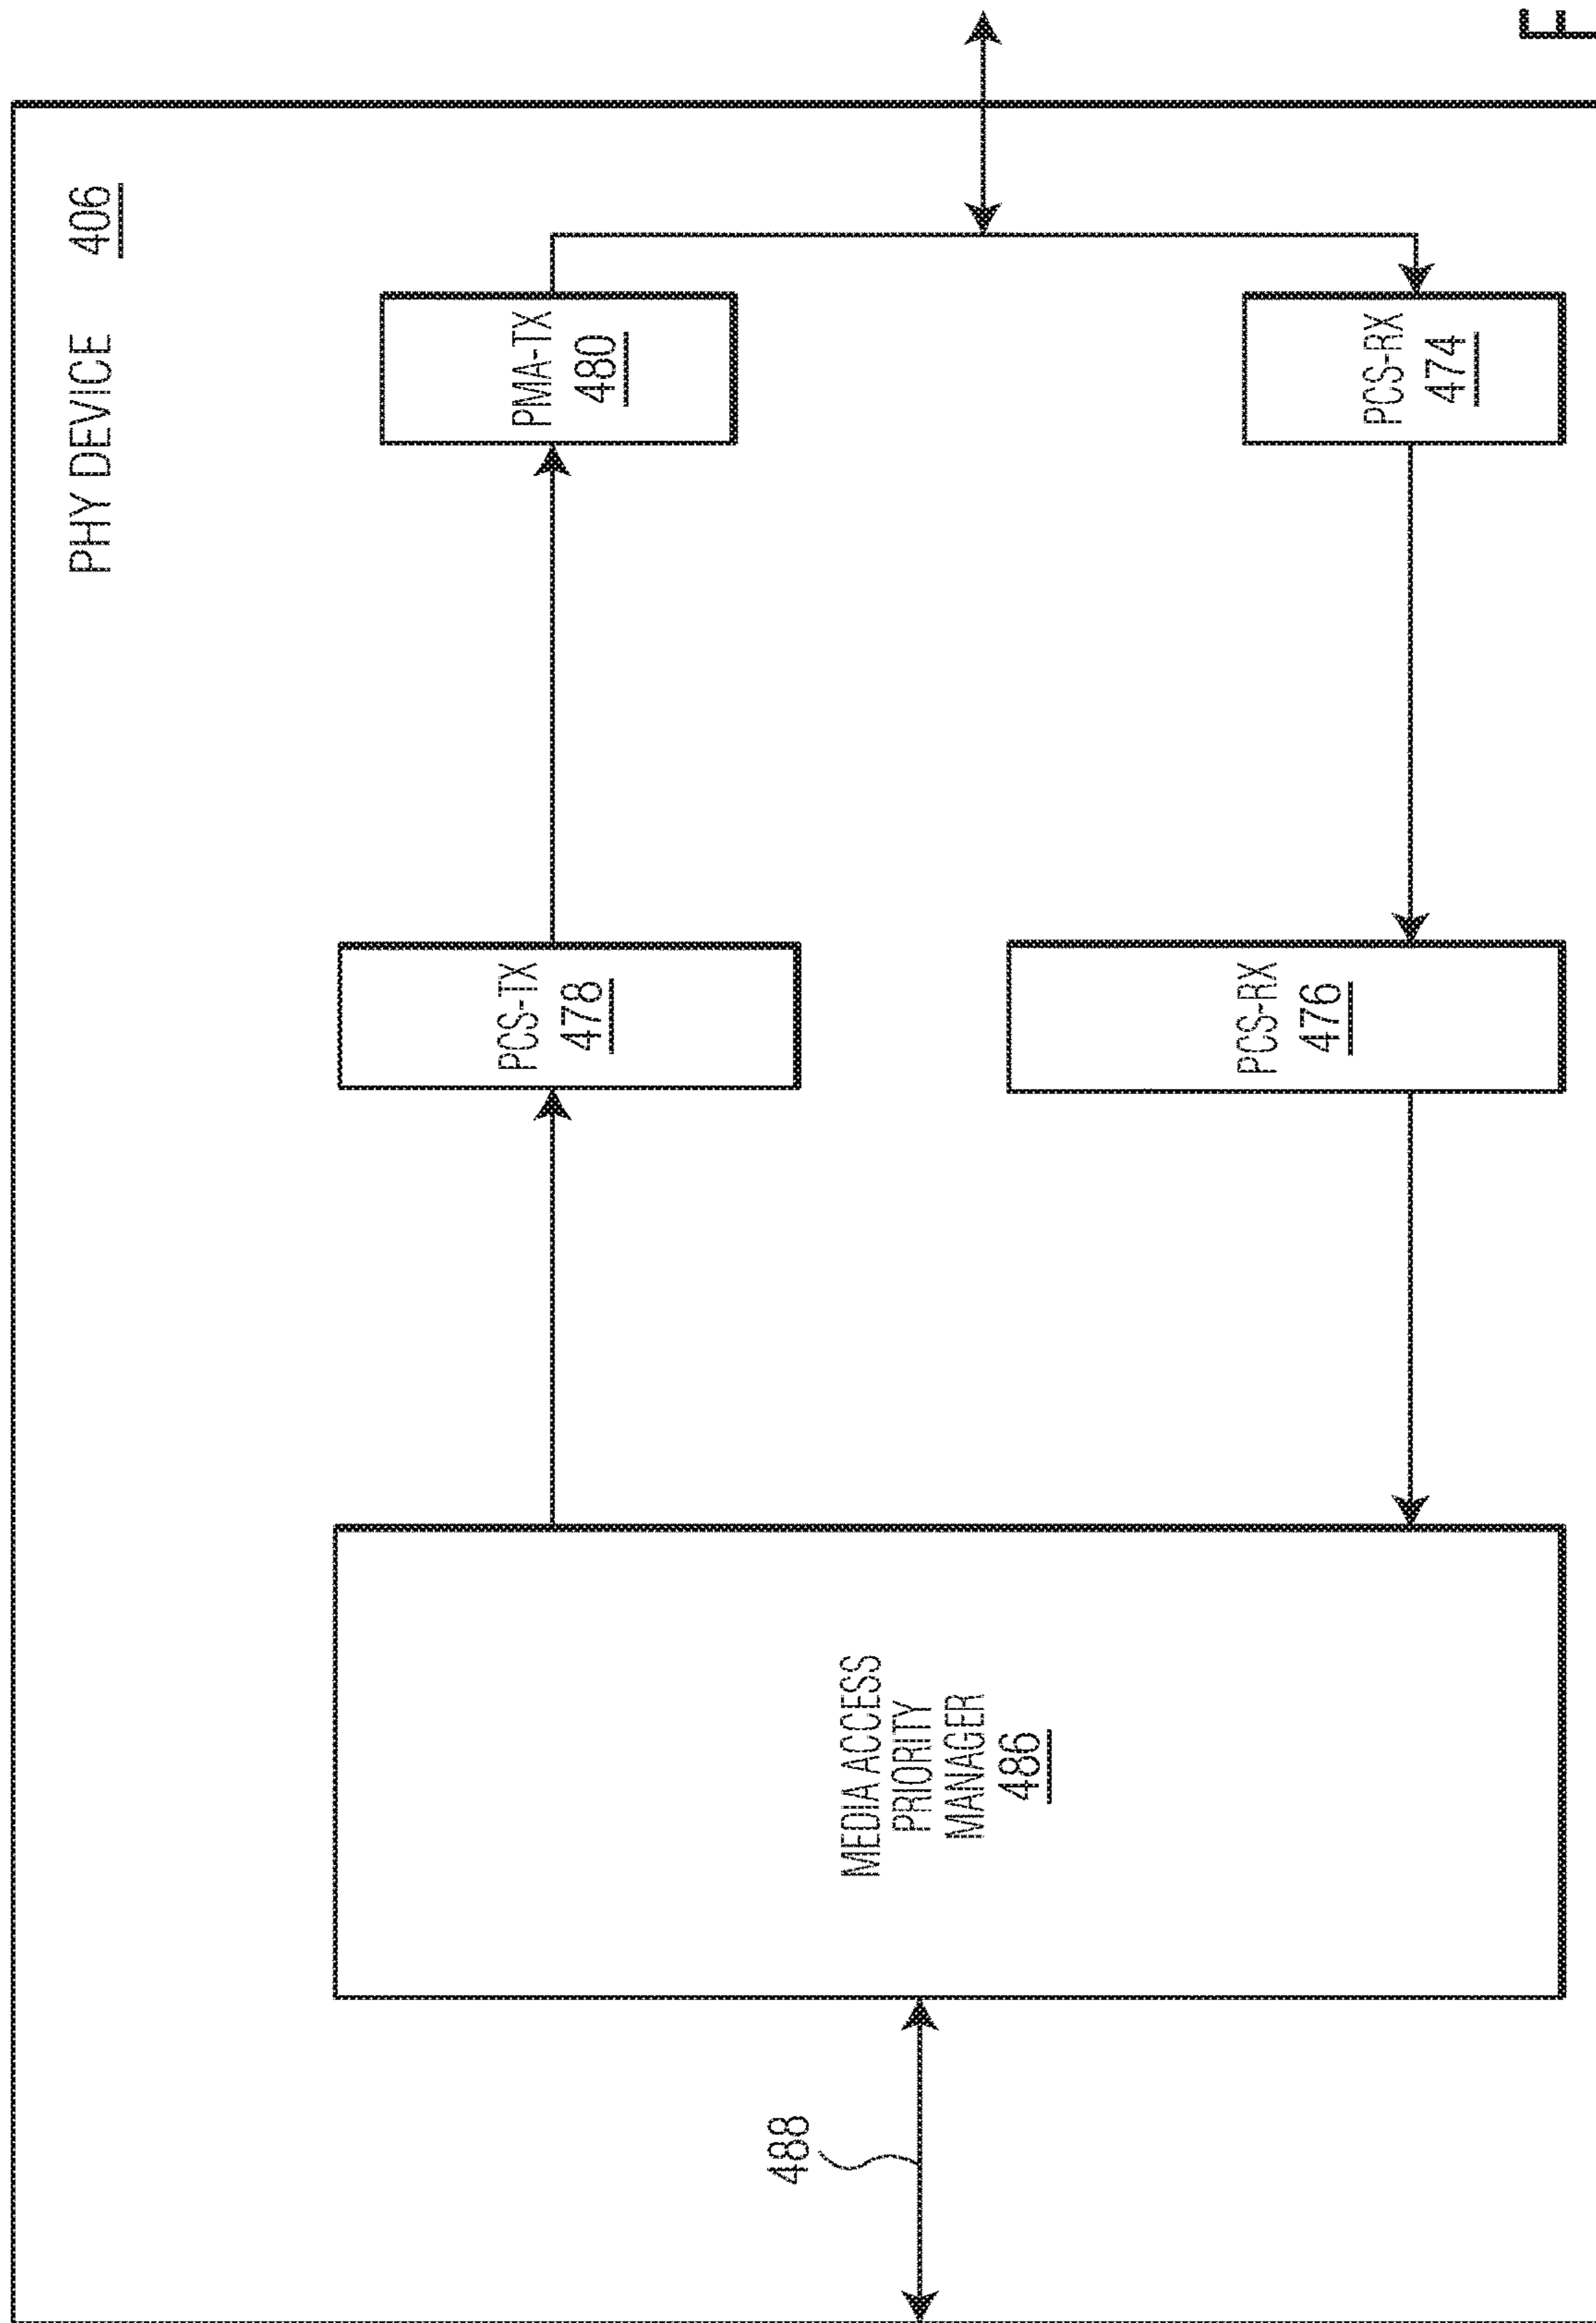 PHY DEVICE 406
PCS-TX
478
PMA-TX
480
MEDIA ACCESS
PRIORITY
MANAGER
486
488
PCS-RX
476
PCS-RX
474